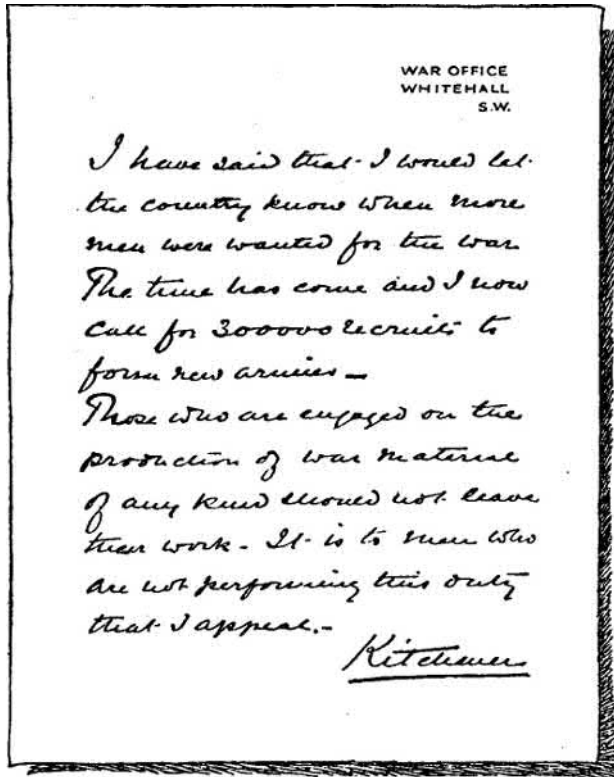 WAR OFFICE
WHITEHALL
S.W.
I have said that I would let
the country know when more
men were wanted for the war
The time has come and I now
call for 300000 recruits to
form new armies —
Those who are engaged on the
production of war material
of any kind should not leave
their work - It is to men who
are not performing this duty
that I appeal. -
Kitchener